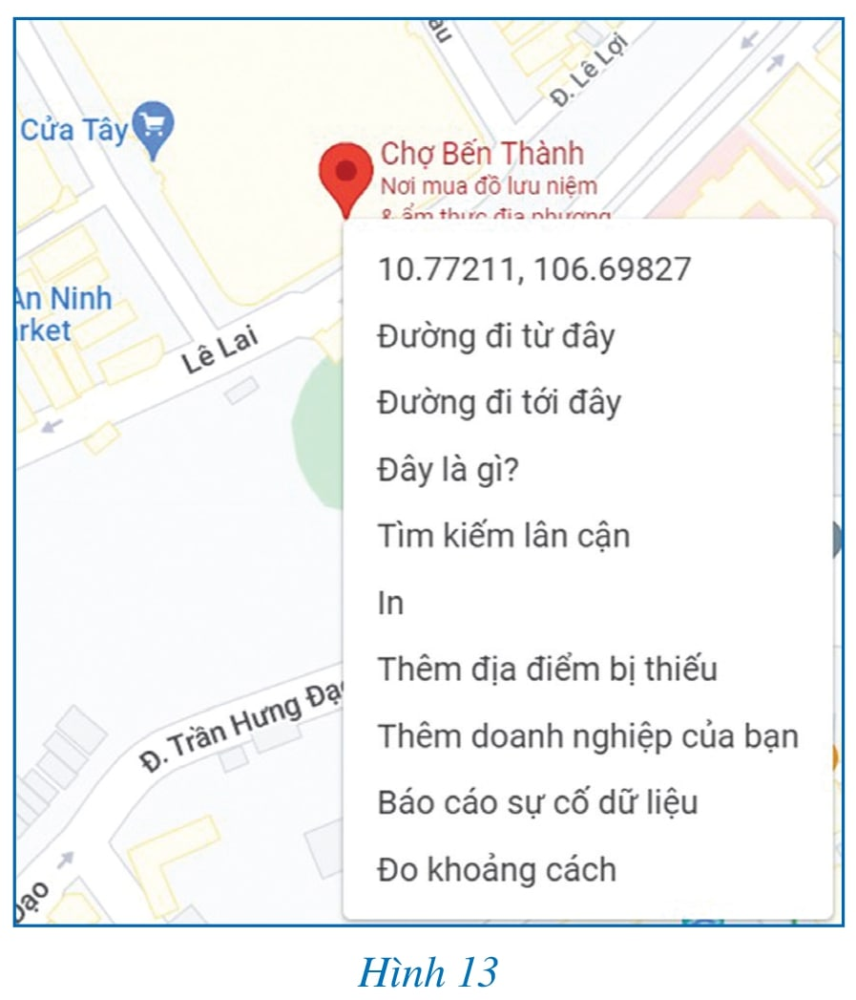 ầu
Đ. Lê Lợi
Cửa Tây
Chợ Bến Thành
Nơi mua đồ lưu niệm
& ẩm thực địa phương
10.77211, 106.69827
Đường đi từ đây
An Ninh
rket
Đường đi tới đây
Lê Lai
Đây là gì?
Tìm kiếm lân cận
In
Thêm địa điểm bị thiếu
Đ. Trần Hưng Đạo
Thêm doanh nghiệp của bạn
Báo cáo sự cố dữ liệu
Đo khoảng cách
Đạo
Hình 13